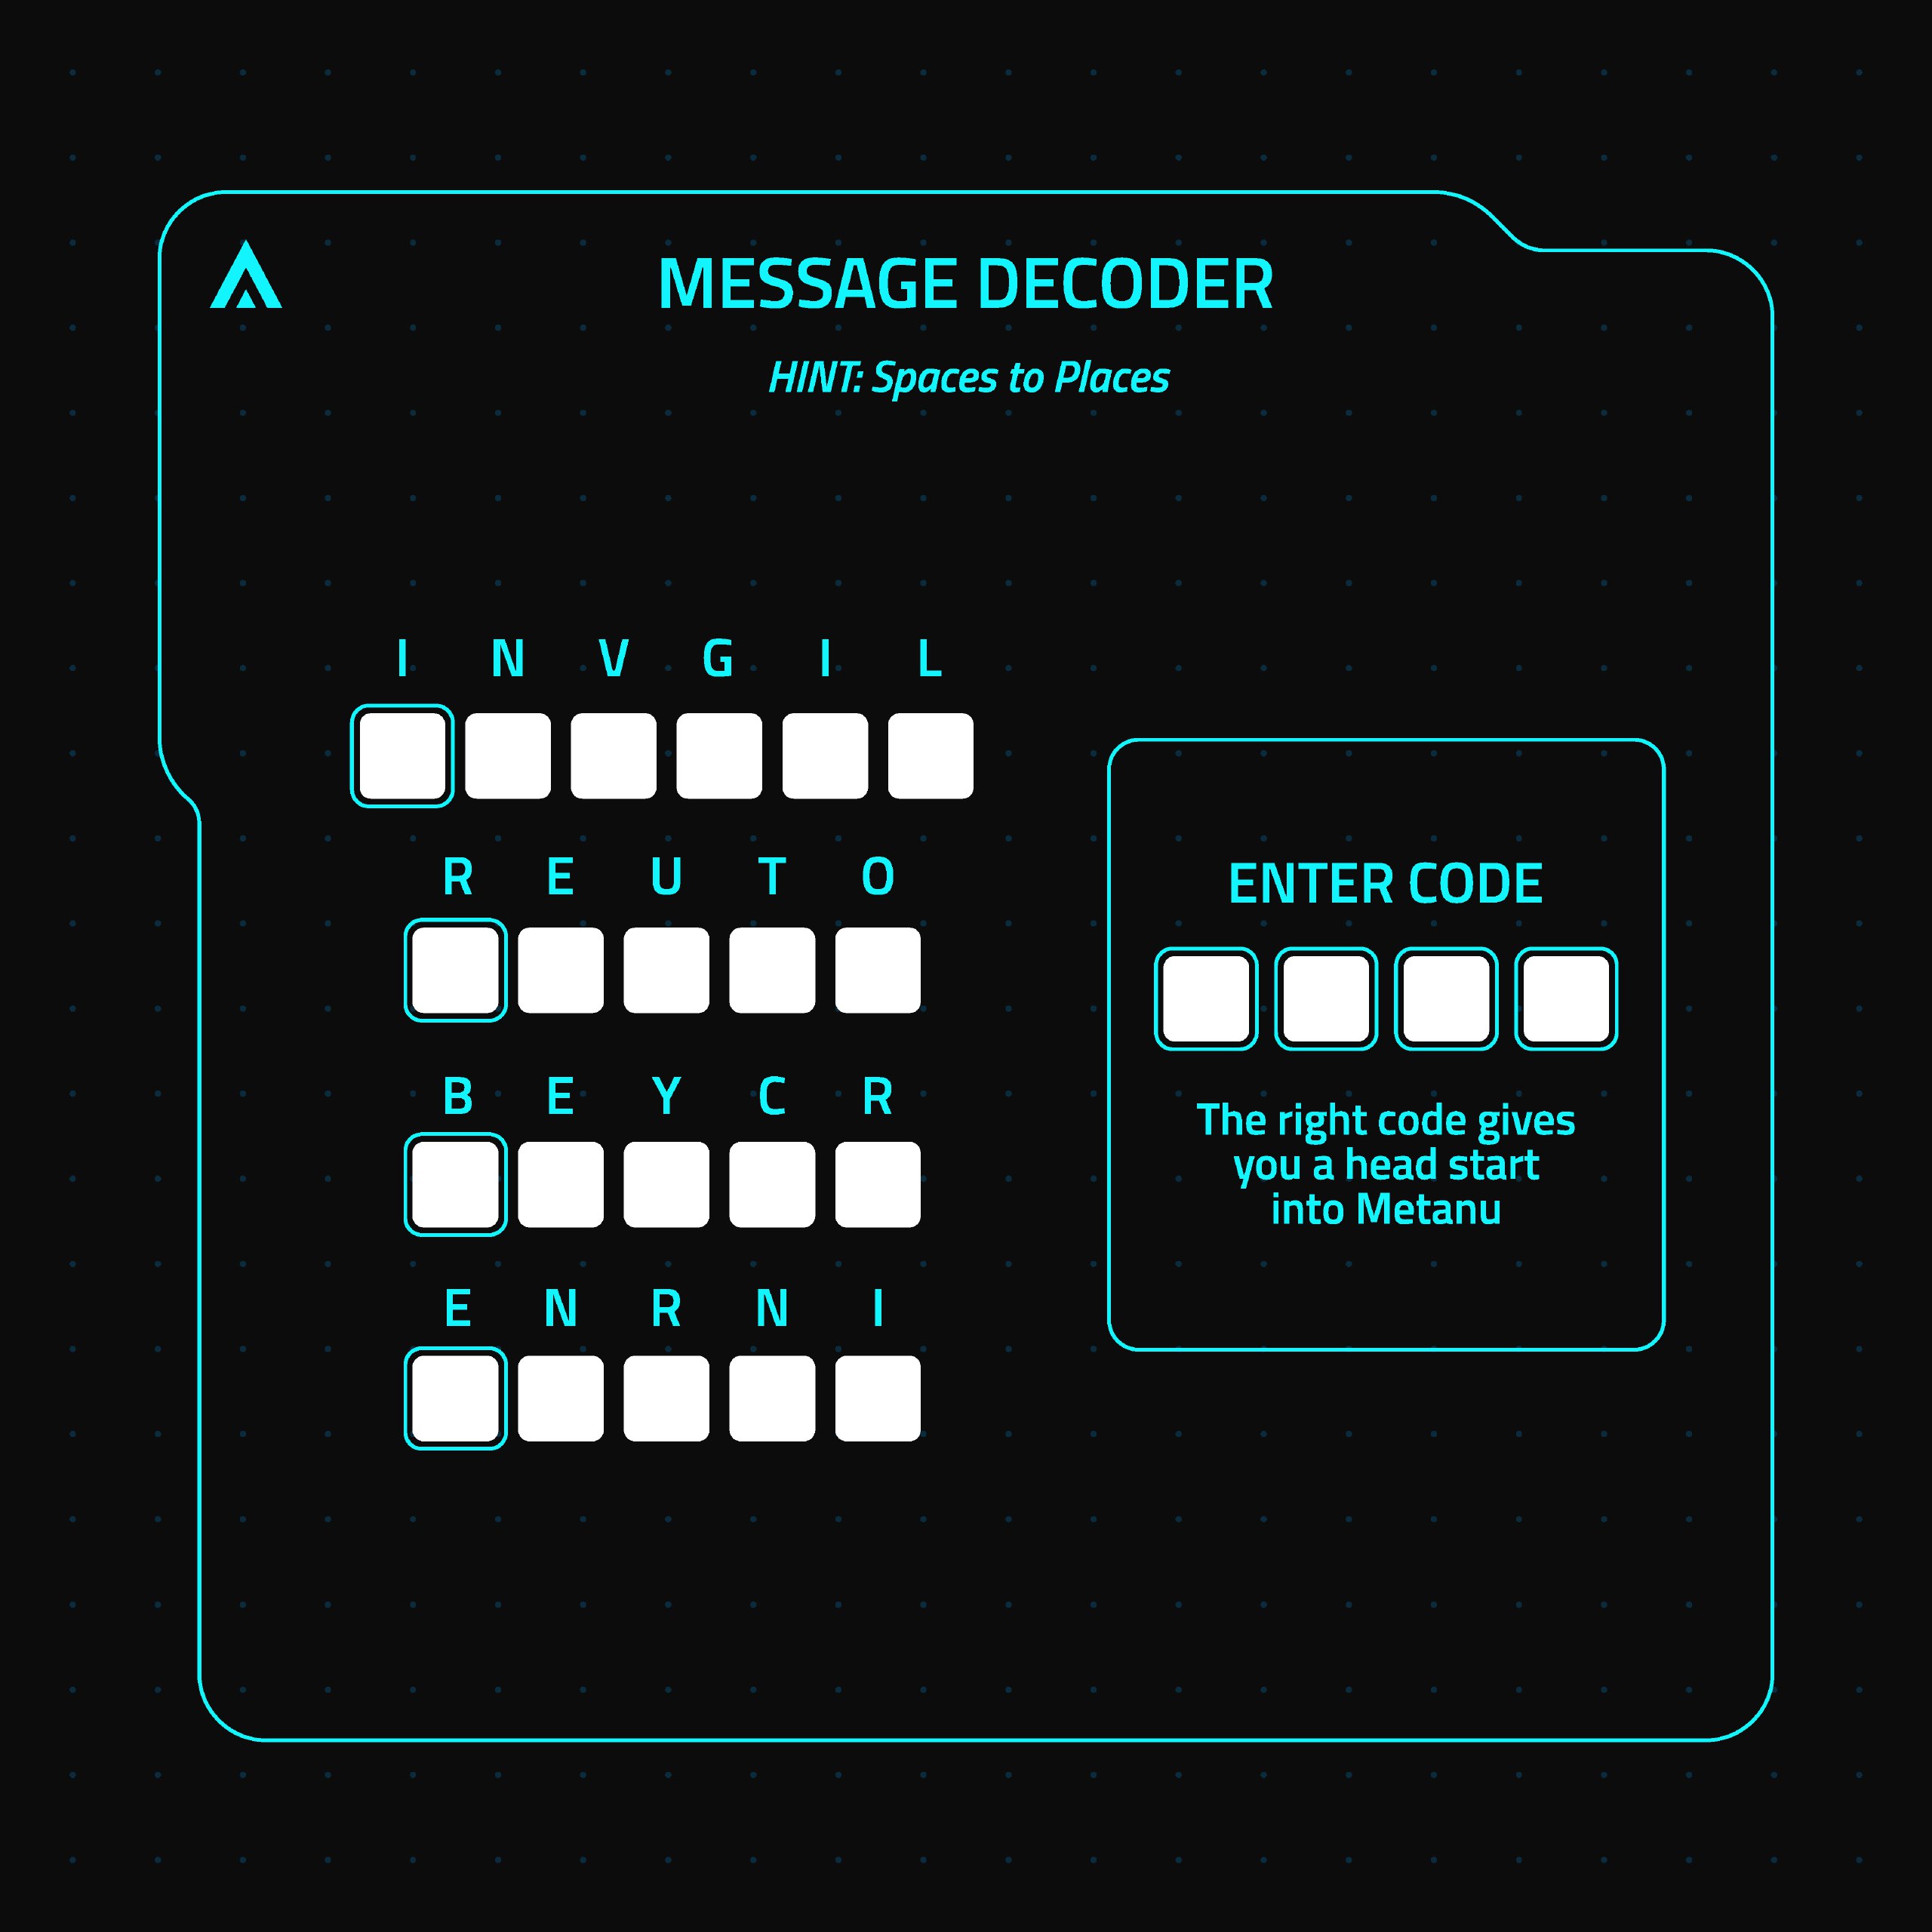 MESSAGE DECODER
HINT: Spaces to Places
I N V G I L
R E U T O
B E Y C R
E N R N I
ENTER CODE
The right code gives
you a head start
into Metanu